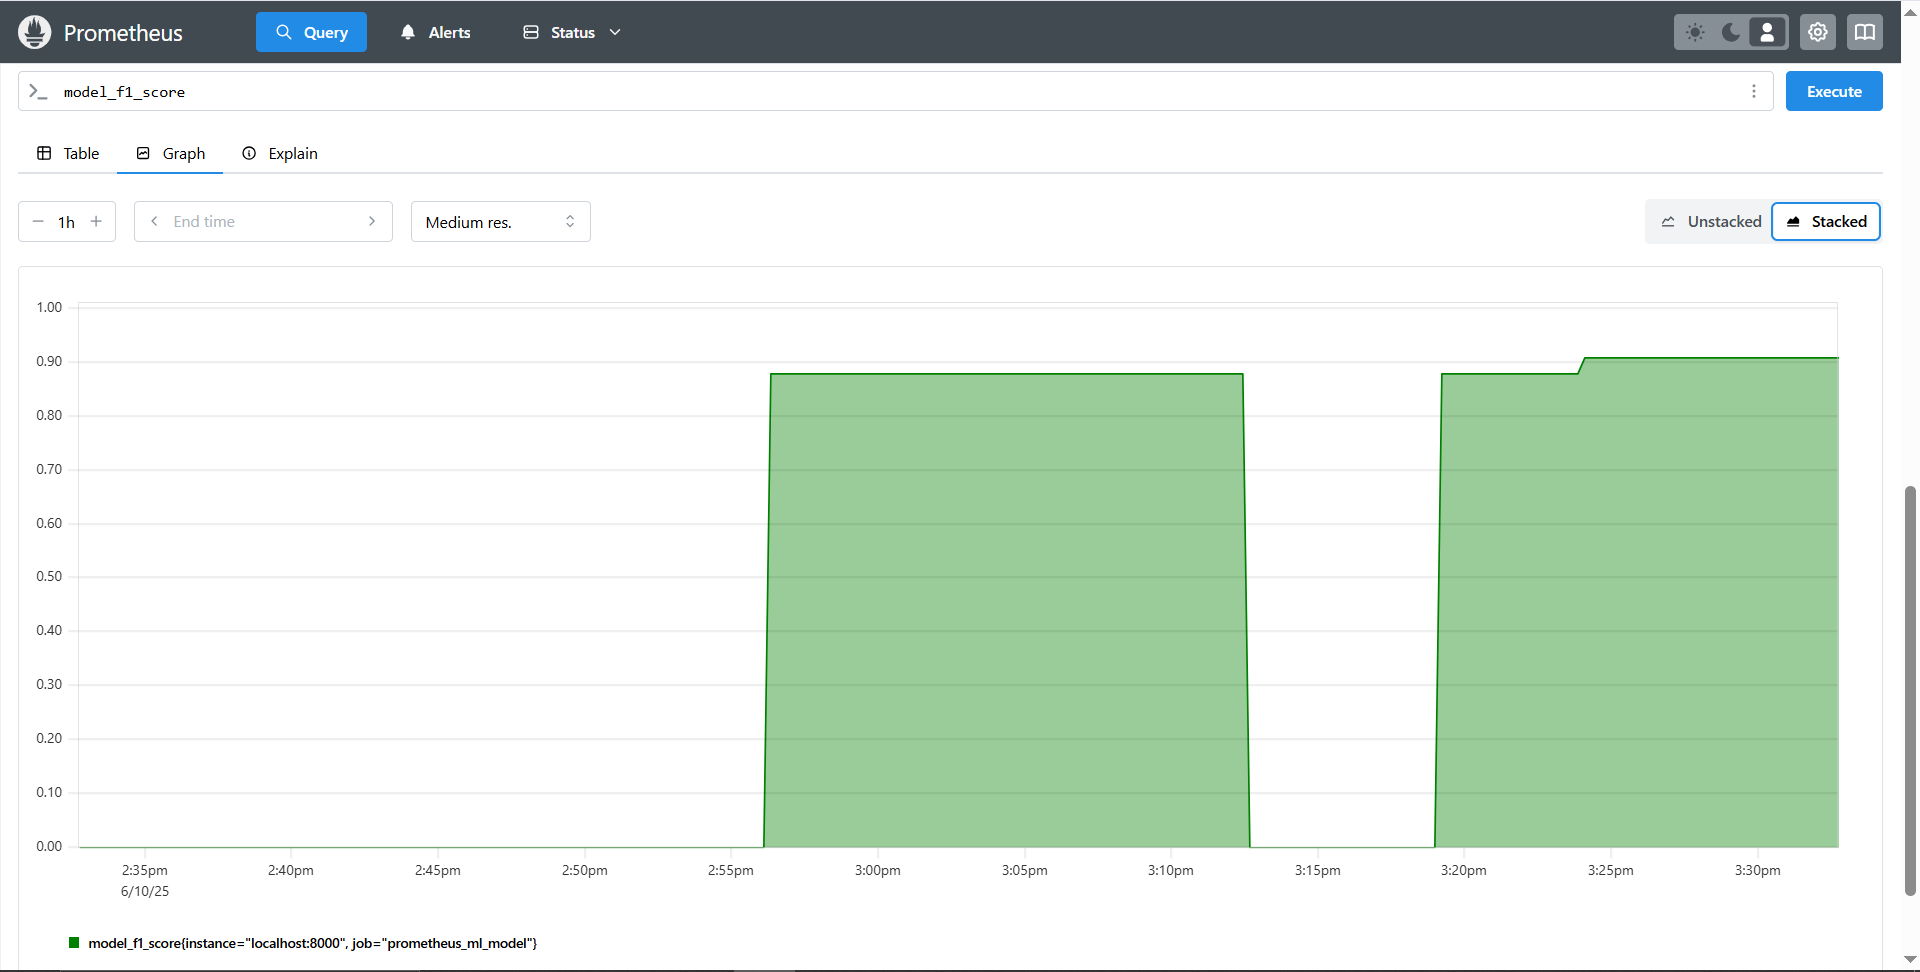 Prometheus Query Alerts Status
model_f1_score Execute
Table Graph Explain
1h End time Medium res. Unstacked Stacked
1.00
0.90
0.80
0.70
0.60
0.50
0.40
0.30
0.20
0.10
0.00
2:35pm 2:40pm 2:45pm 2:50pm 2:55pm 3:00pm 3:05pm 3:10pm 3:15pm 3:20pm 3:25pm 3:30pm
6/10/25
model_f1_score{instance="localhost:8000", job="prometheus_ml_model"}